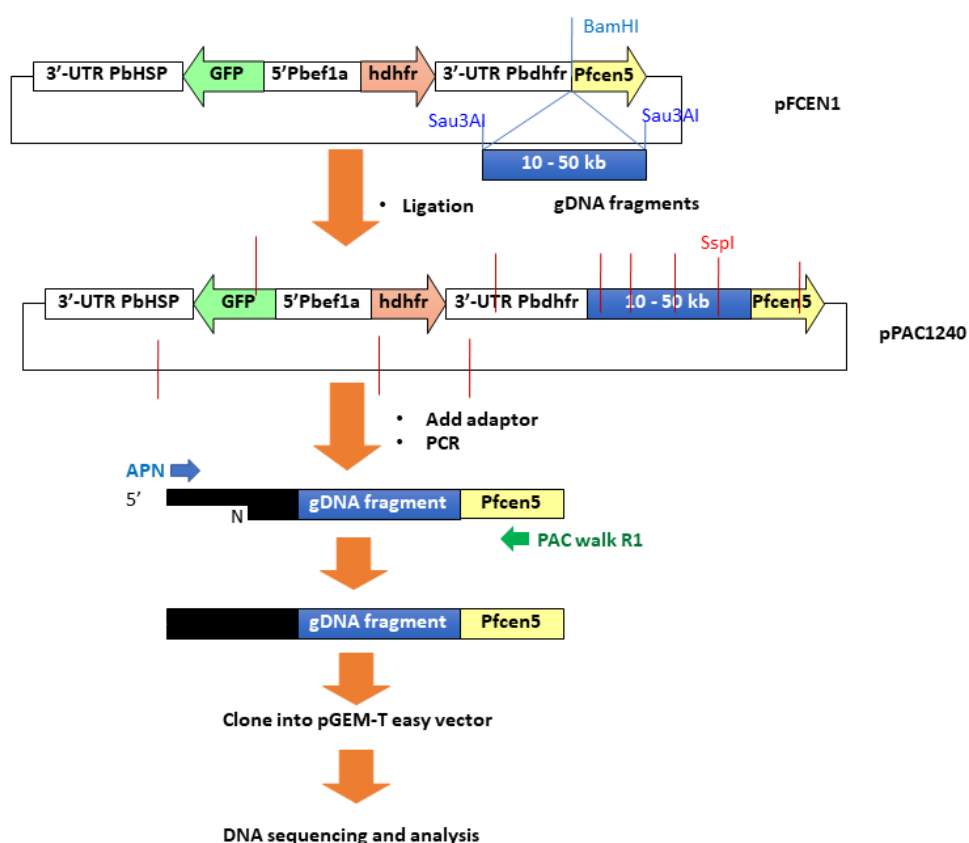 BamHI
3'-UTR PbHSP GFP 5'Pbef1a hdhfr 3'-UTR Pbdhfr Pfcen5
pFCEN1
Sau3AI Sau3AI
10 - 50 kb
• Ligation gDNA fragments
SspI
3'-UTR PbHSP GFP 5'Pbef1a hdhfr 3'-UTR Pbdhfr 10 - 50 kb Pfcen5
pPAC1240
• Add adaptor
• PCR
APN
5' gDNA fragment Pfcen5
N
PAC walk R1
gDNA fragment Pfcen5
Clone into pGEM-T easy vector
DNA sequencing and analysis